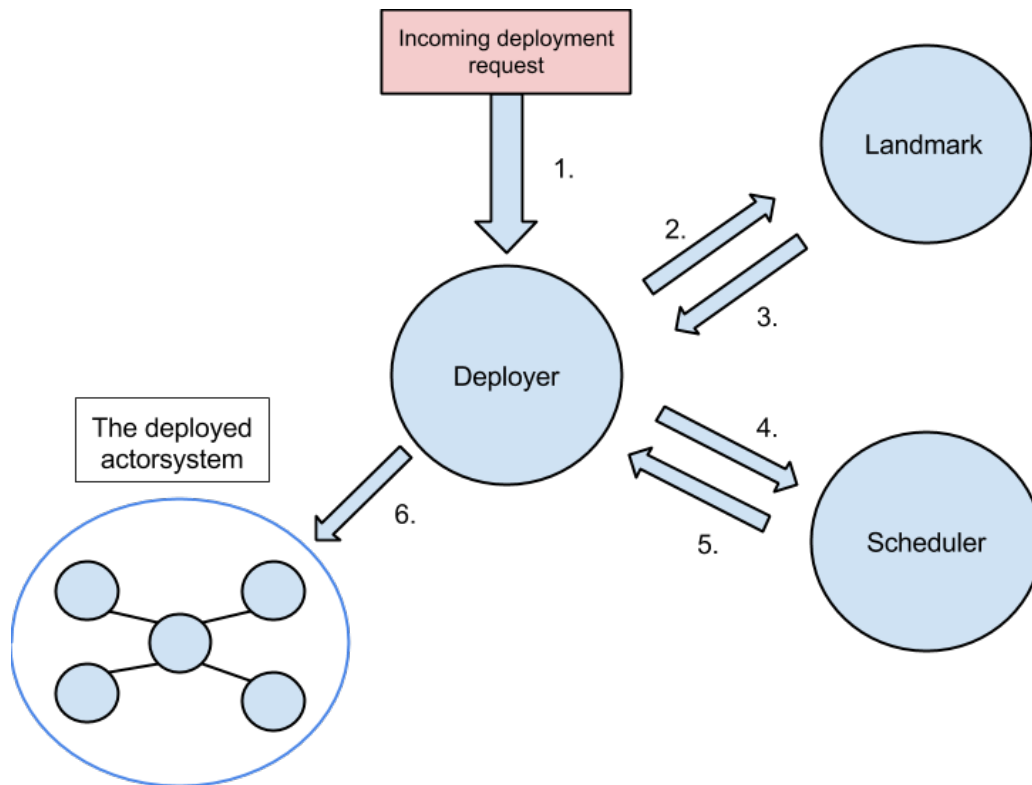 Incoming deployment
request
1.
Landmark
2.
3.
Deployer
The deployed
actorsystem
4.
5.
6.
Scheduler